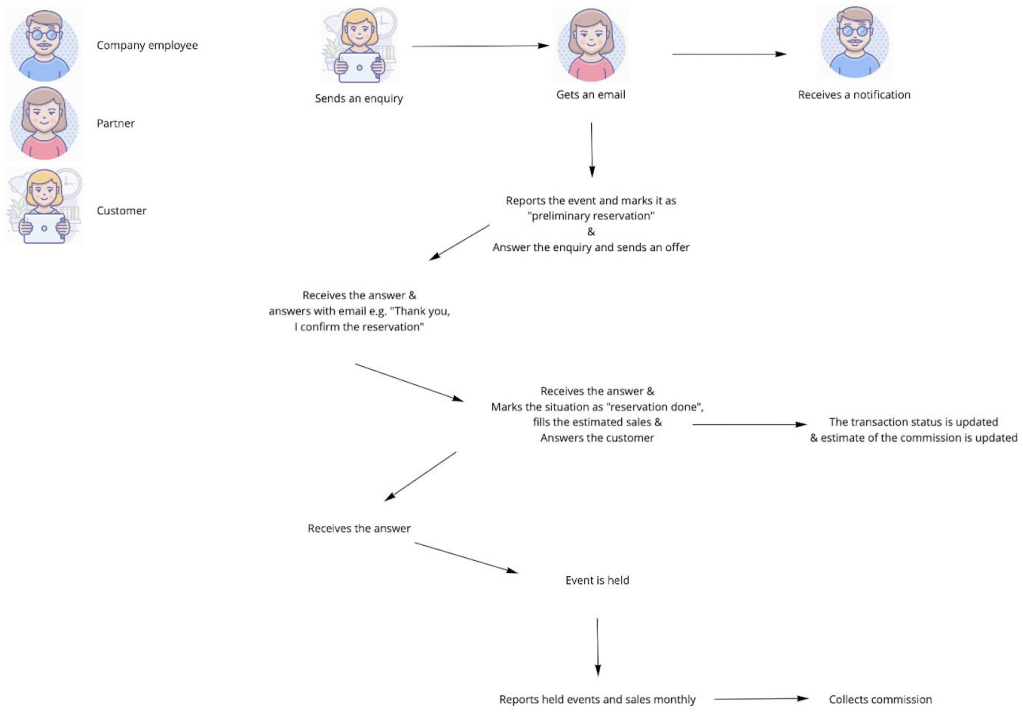 Company employee
Partner
Customer
Sends an enquiry
Gets an email
Receives a notification
Reports the event and marks it as
"preliminary reservation"
&
Answer the enquiry and sends an offer
Receives the answer &
answers with email e.g. "Thank you,
I confirm the reservation"
Receives the answer &
Marks the situation as "reservation done",
fills the estimated sales &
Answers the customer
The transaction status is updated
& estimate of the commission is updated
Receives the answer
Event is held
Reports held events and sales monthly
Collects commission